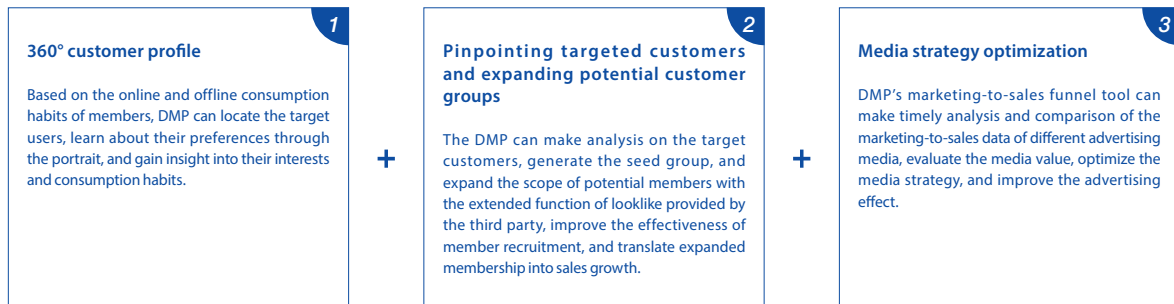 1
360° customer profile
Based on the online and offline consumption
habits of members, DMP can locate the target
users, learn about their preferences through
the portrait, and gain insight into their interests
and consumption habits.
+
2
Pinpointing targeted customers
and expanding potential customer
groups
The DMP can make analysis on the target
customers, generate the seed group, and
expand the scope of potential members with
the extended function of looklike provided by
the third party, improve the effectiveness of
member recruitment, and translate expanded
membership into sales growth.
+
3
Media strategy optimization
DMP's marketing-to-sales funnel tool can
make timely analysis and comparison of the
marketing-to-sales data of different advertising
media, evaluate the media value, optimize the
media strategy, and improve the advertising
effect.